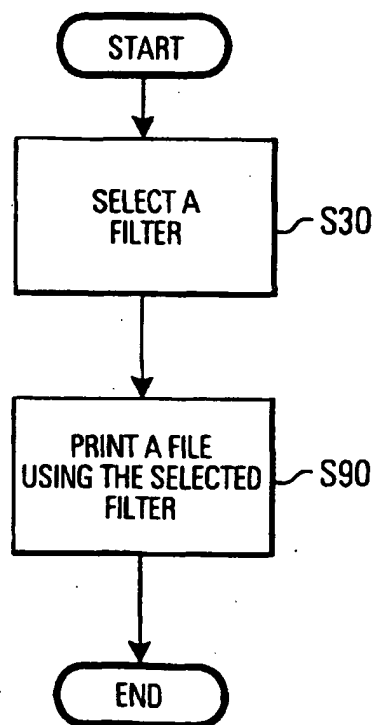 START
SELECT A
FILTER
S30
PRINT A FILE
USING THE SELECTED
FILTER
S90
END